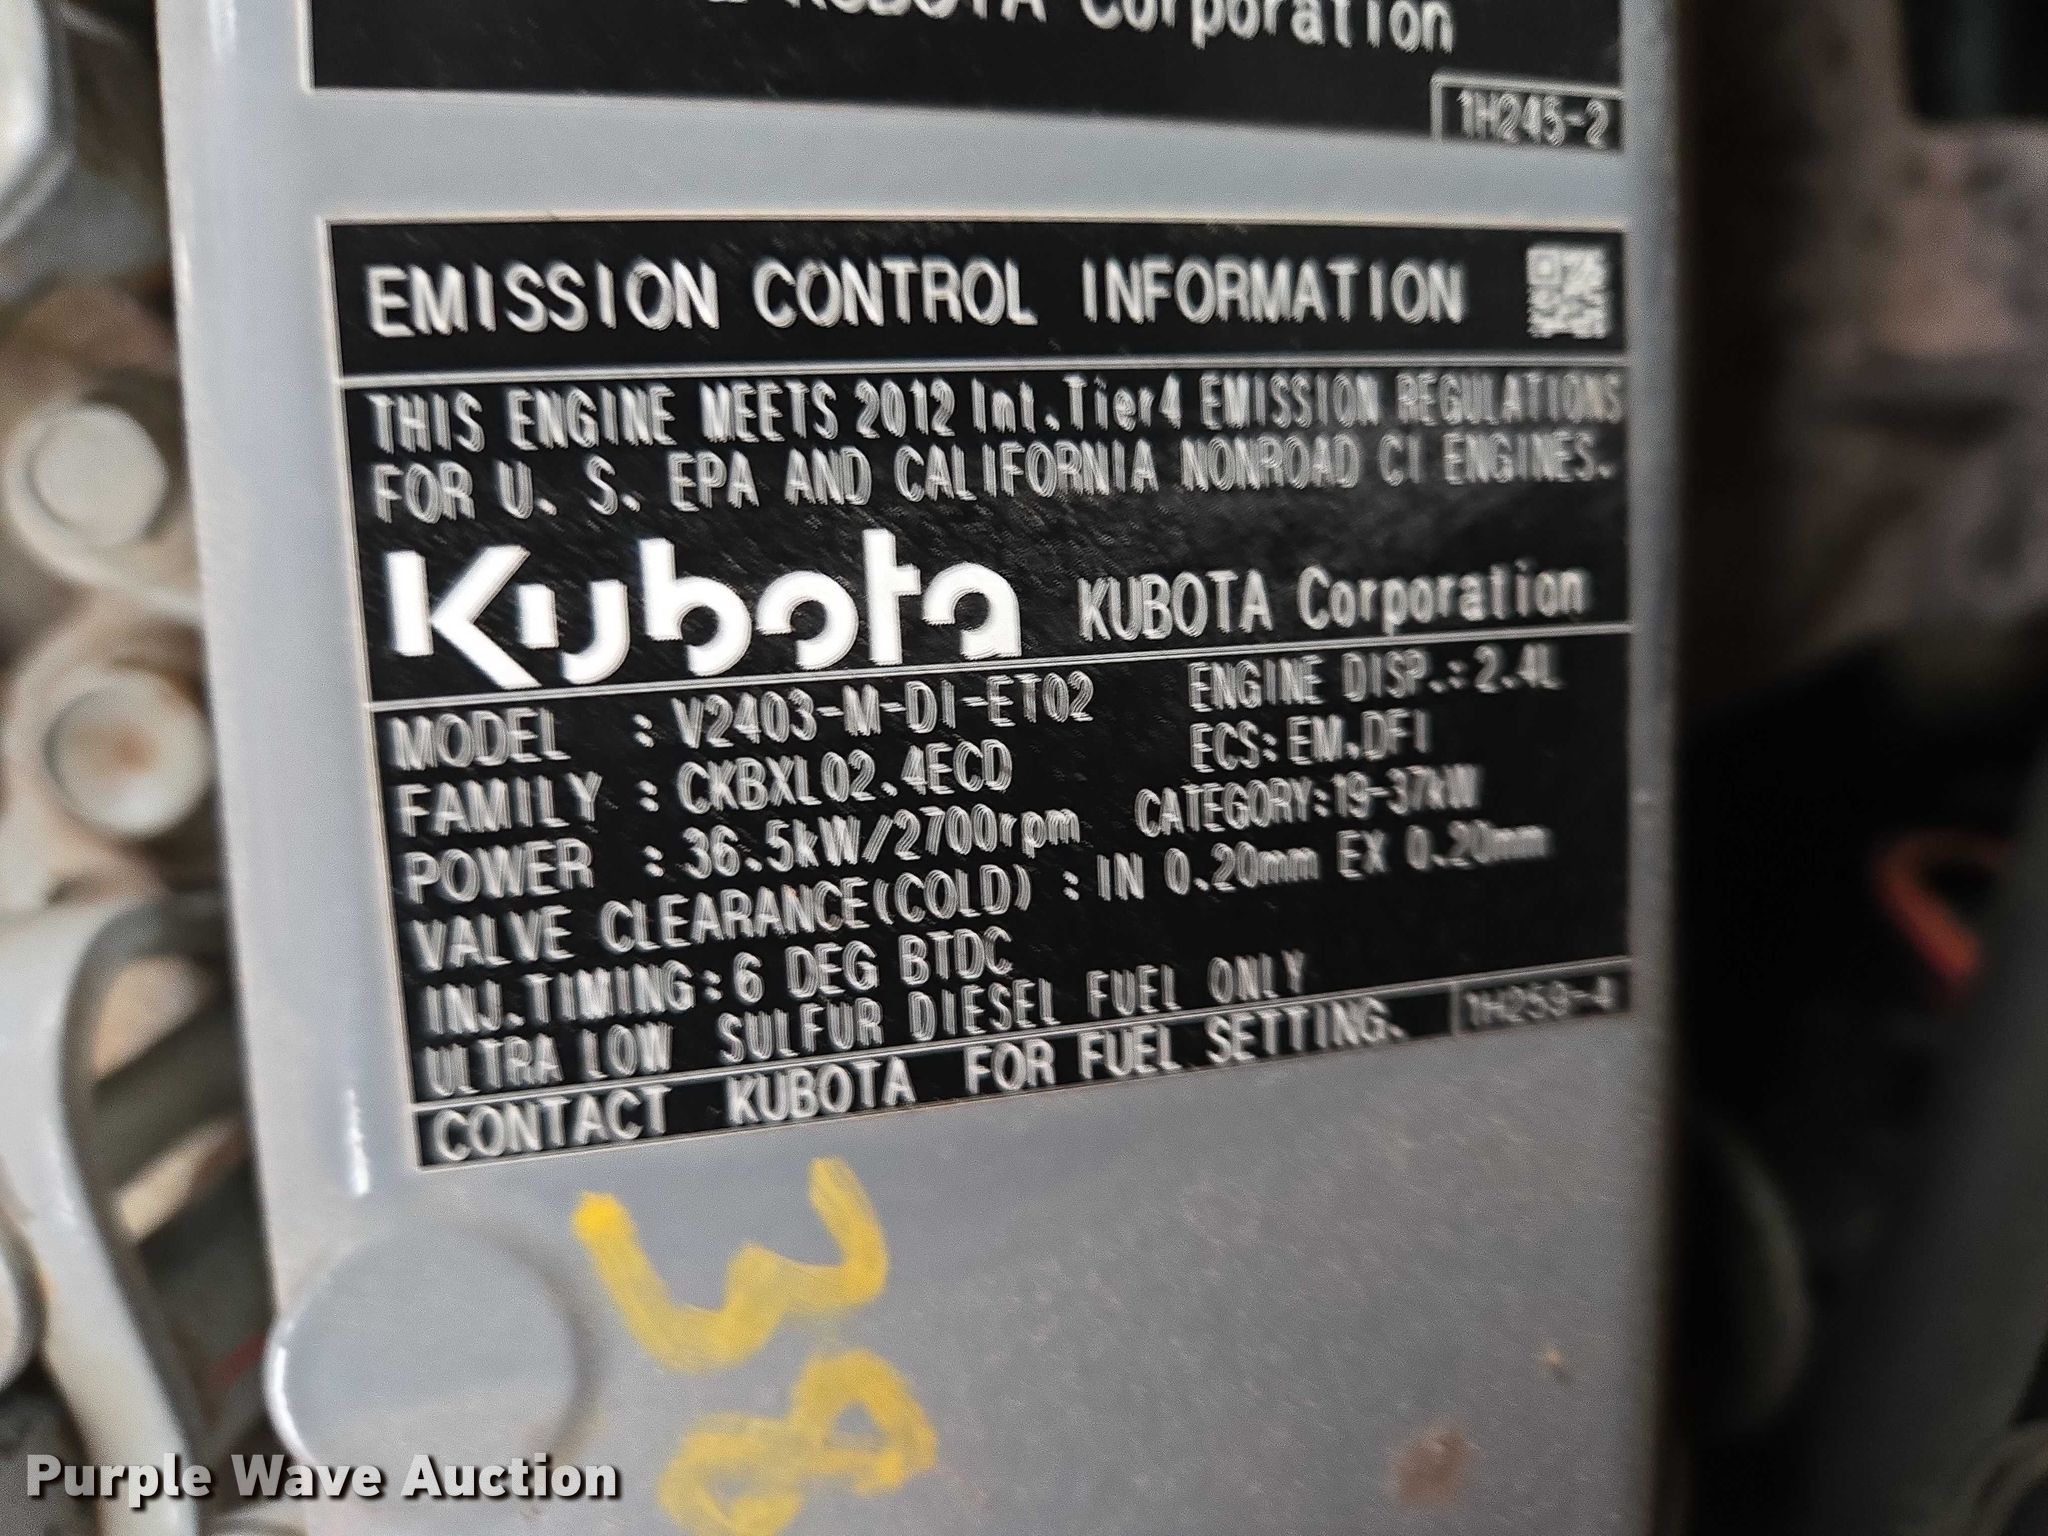 KUBOTA Corporation
1H245-2
EMISSION CONTROL INFORMATION
THIS ENGINE MEETS 2012 Int.Tier4 EMISSION REGULATIONS
FOR U. S. EPA AND CALIFORNIA NONROAD CI ENGINES.
Kubota KUBOTA Corporation
MODEL : V2403-M-DI-ET02 ENGINE DISP.:2.4L
FAMILY : CKBXL02.4ECD ECS:EM,DFI
POWER : 36.5kW/2700rpm CATEGORY:19-37kW
VALVE CLEARANCE(COLD) : IN 0.20mm EX 0.20mm
INJ.TIMING:6 DEG BTDC
ULTRA LOW SULFUR DIESEL FUEL ONLY
CONTACT KUBOTA FOR FUEL SETTING. 1H259-4
38
Purple Wave Auction